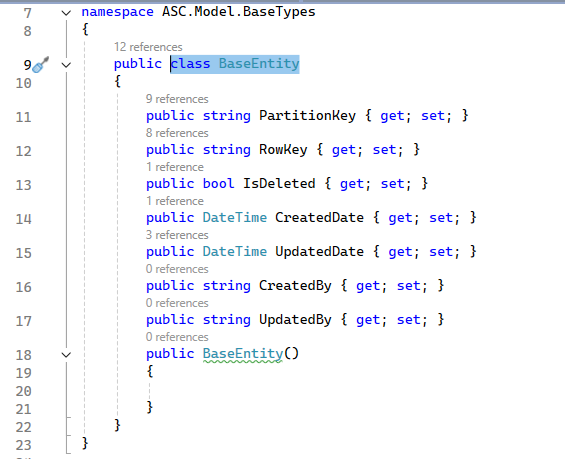 7 namespace ASC.Model.BaseTypes
8 {
12 references
9 public class BaseEntity
10 {
9 references
11 public string PartitionKey { get; set; }
8 references
12 public string RowKey { get; set; }
1 reference
13 public bool IsDeleted { get; set; }
1 reference
14 public DateTime CreatedDate { get; set; }
3 references
15 public DateTime UpdatedDate { get; set; }
0 references
16 public string CreatedBy { get; set; }
0 references
17 public string UpdatedBy { get; set; }
0 references
18 public BaseEntity()
19 {
20
21 }
22 }
23 }